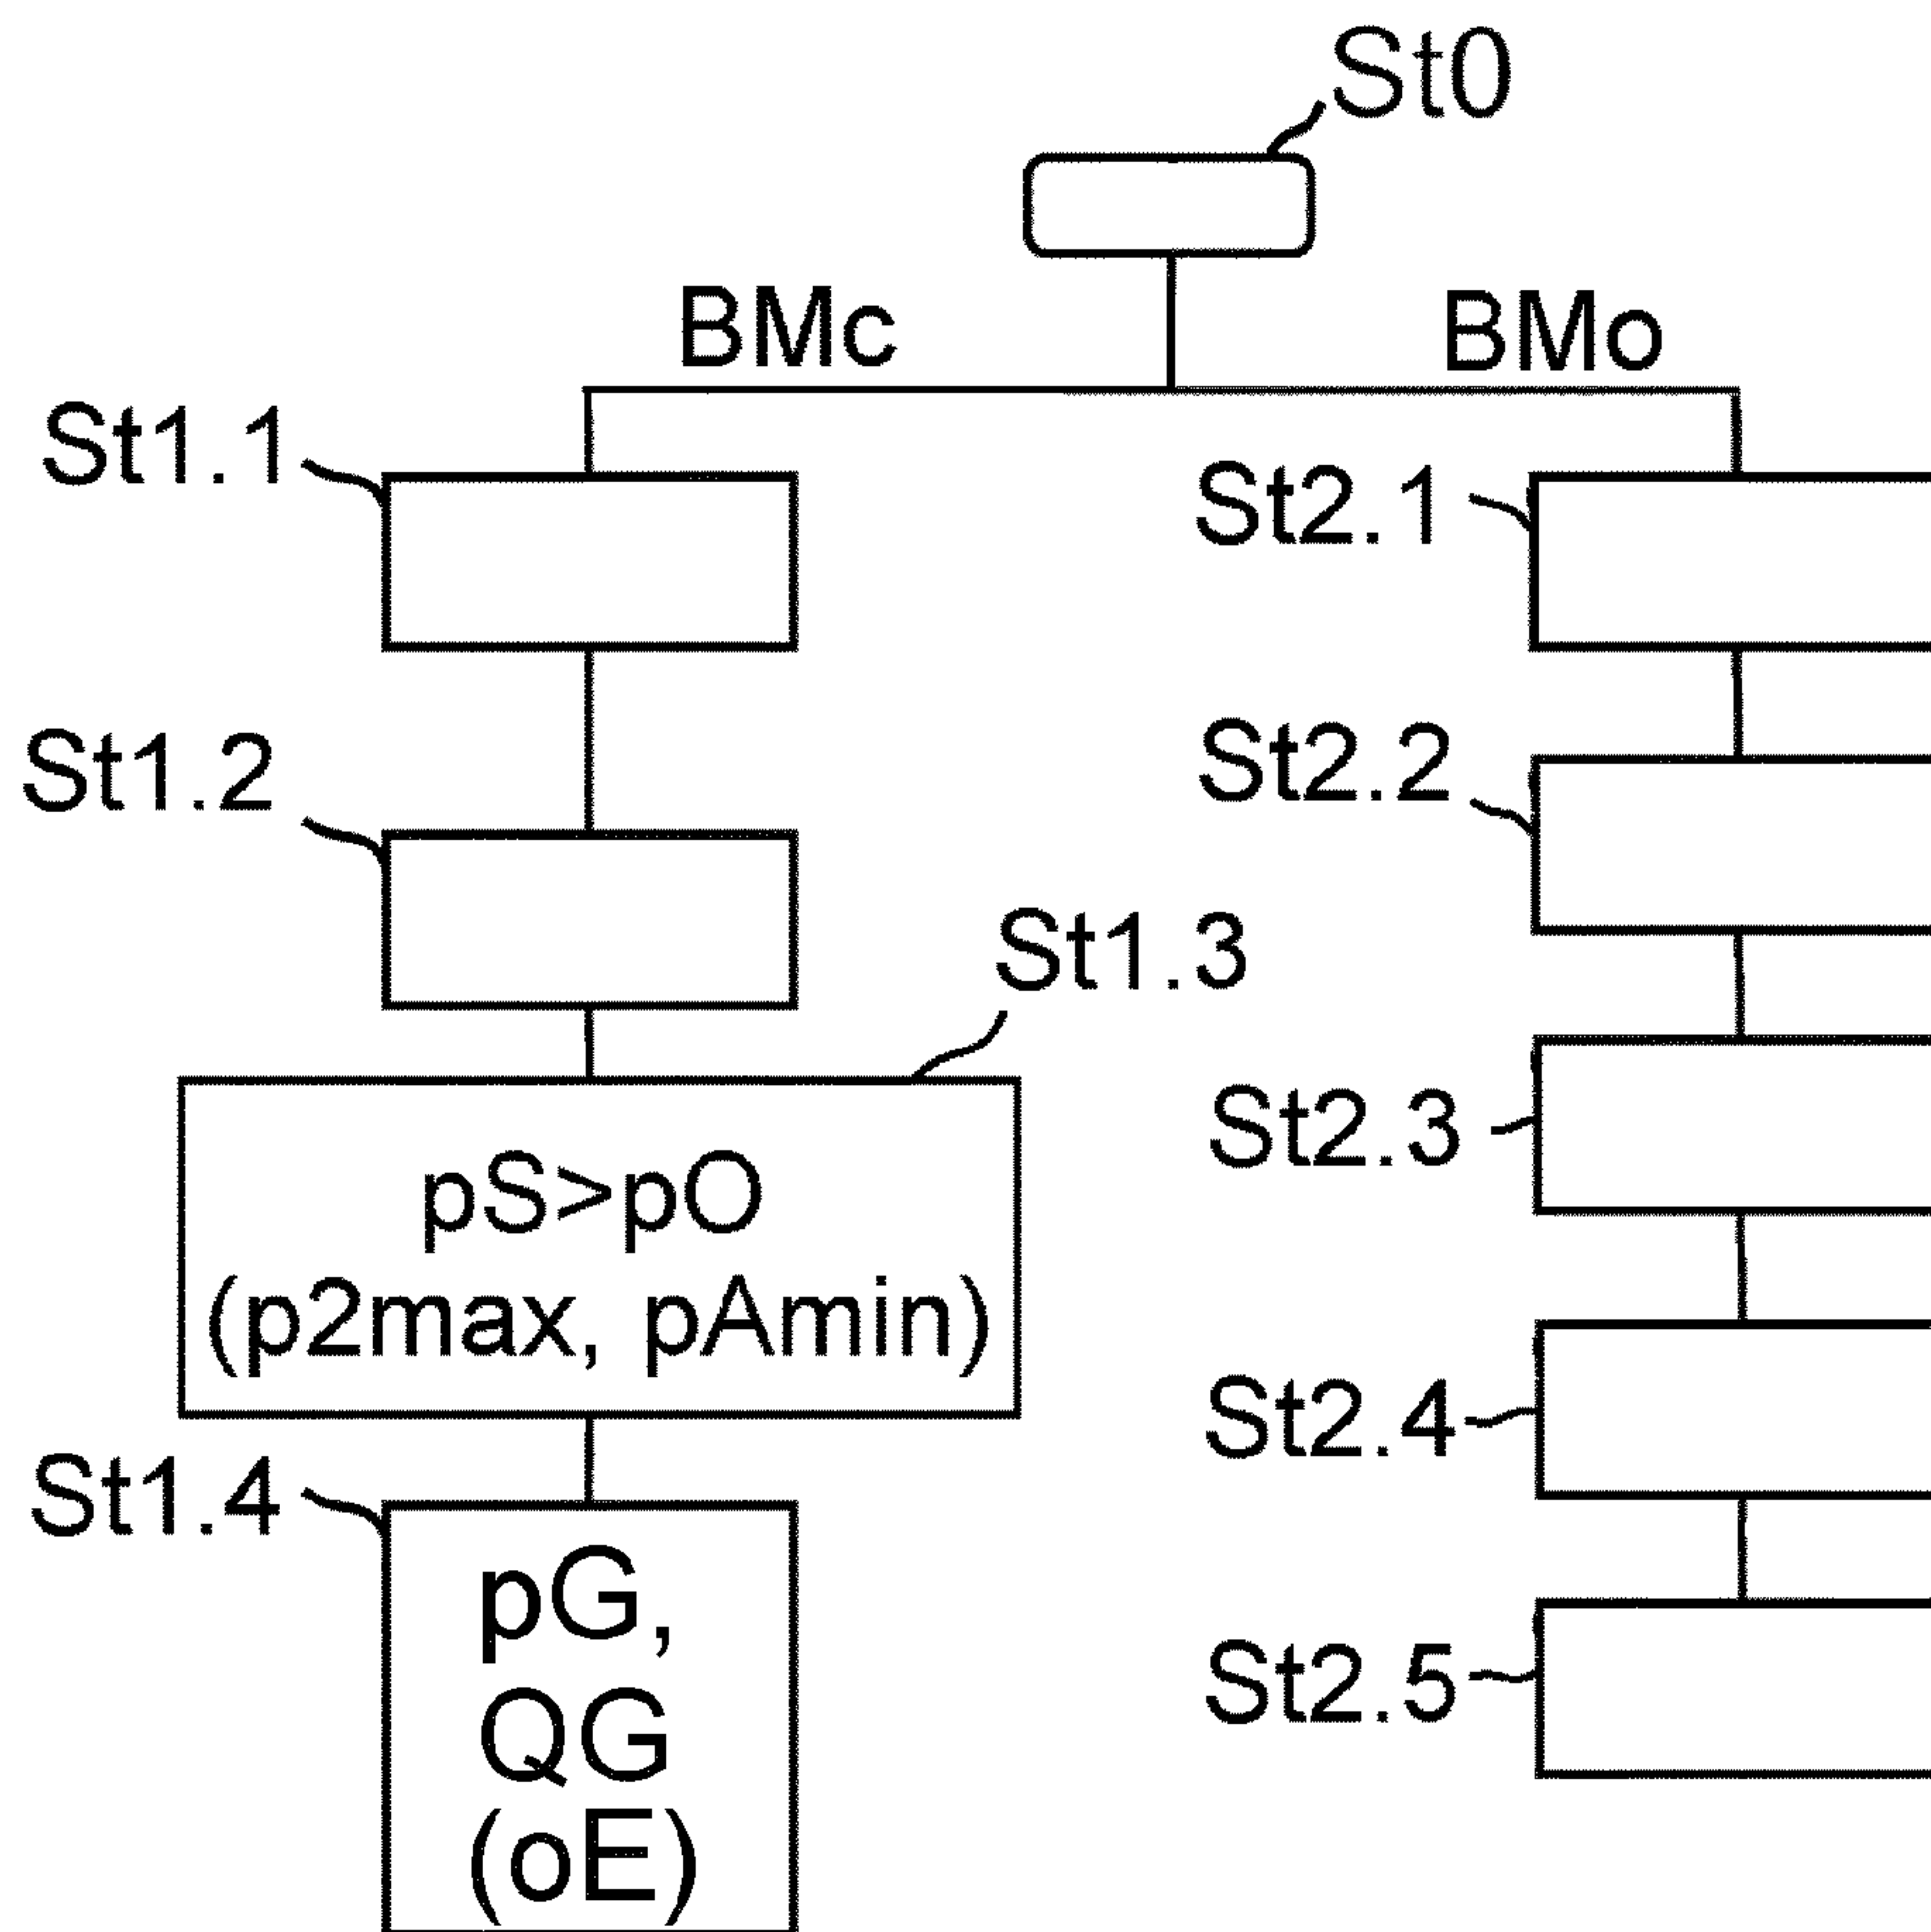 St0
BMc
BMo
St1.1
St2.1
St1.2
St2.2
St1.3
pS>pO
(p2max, pAmin)
St2.3
St1.4
pG,
QG
(oE)
St2.4
St2.5